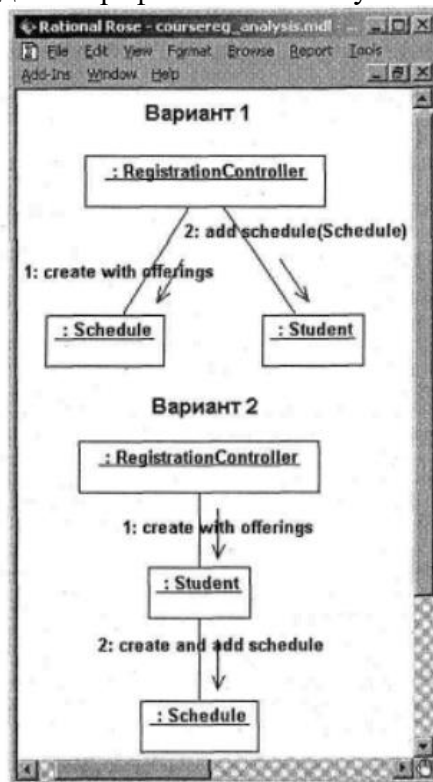 Rational Rose - coursereg_analysis.mdl - ...
File Edit View Format Browse Report Tools
Add-Ins Window Help
Вариант 1
: RegistrationController
2: add schedule(Schedule)
1: create with offerings
: Schedule
: Student
Вариант 2
: RegistrationController
1: create with offerings
: Student
2: create and add schedule
: Schedule